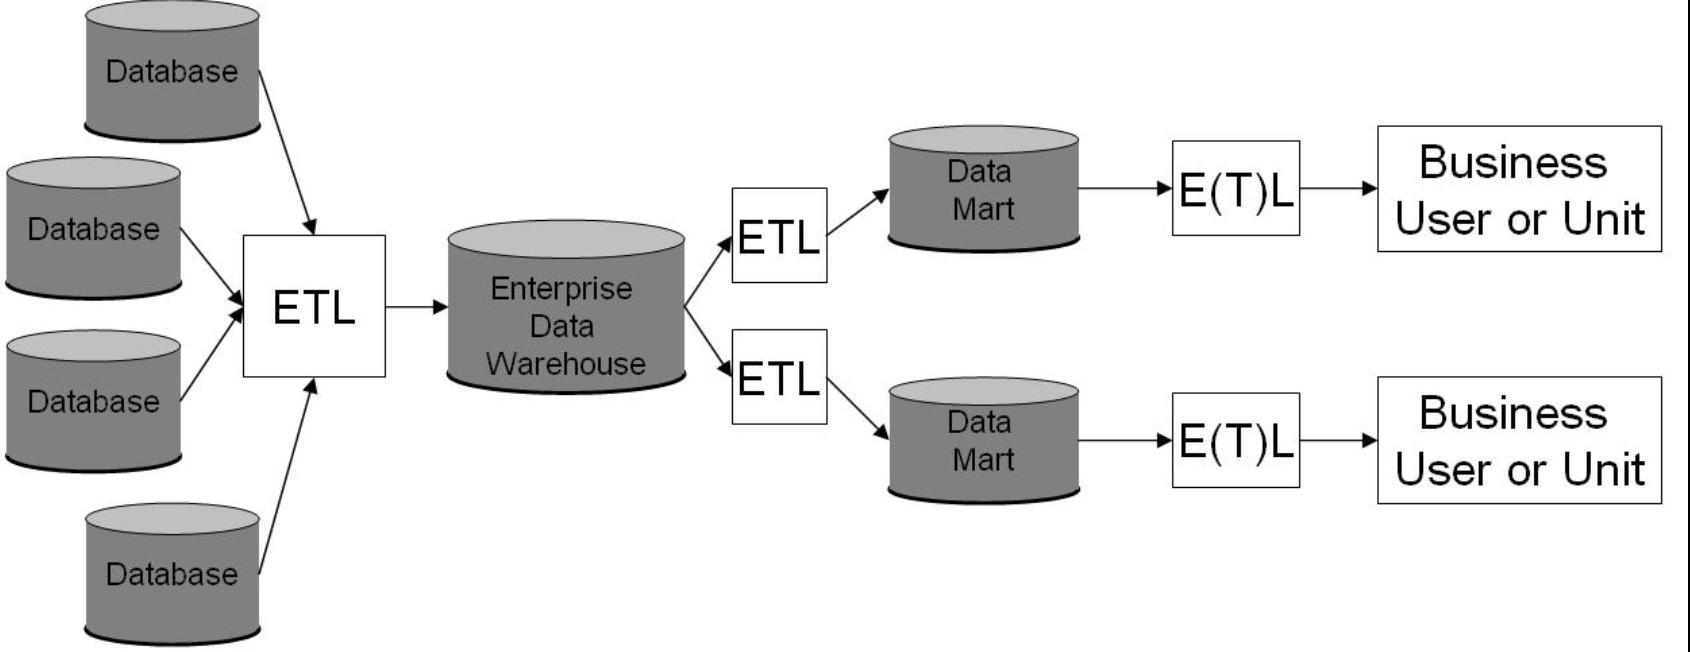 Database
Database
Database
Database
ETL
Enterprise
Data
Warehouse
ETL
ETL
Data
Mart
E(T)L
Business
User or Unit
Data
Mart
E(T)L
Business
User or Unit